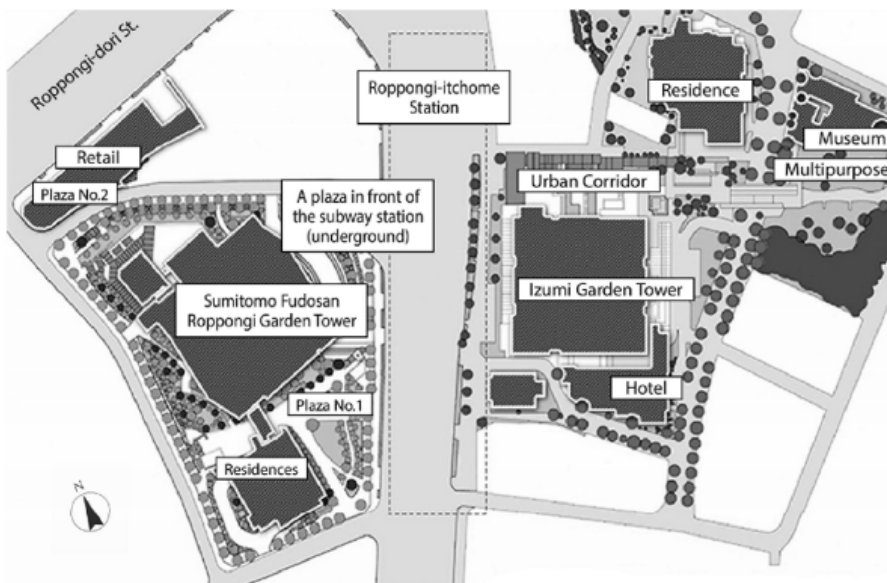 Roppongi-dori St.
Roppongi-itchome
Station
Residence
Retail
Museum
Plaza No.2
A plaza in front of
the subway station
(underground)
Urban Corridor
Multipurpose
Sumitomo Fudosan
Roppongi Garden Tower
Izumi Garden Tower
Plaza No.1
Hotel
Residences
N